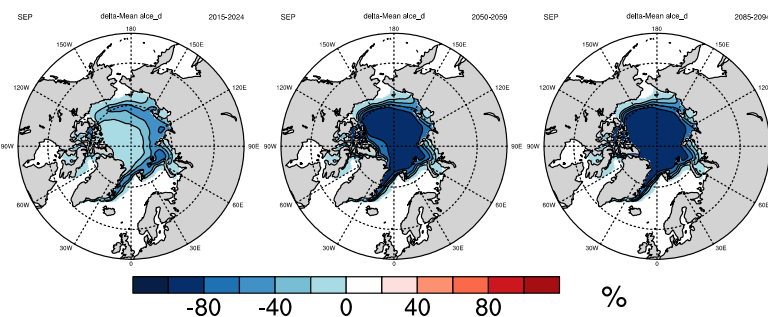 SEP delta-Mean aIce_d 2015-2024
180
150W 150E
120W 120E
90W 90E
60W 60E
30W 30E
0
SEP delta-Mean aIce_d 2050-2059
180
150W 150E
120W 120E
90W 90E
60W 60E
30W 30E
0
SEP delta-Mean aIce_d 2085-2094
180
150W 150E
120W 120E
90W
60W 60E
30W 30E
0
-80 -40 0 40 80 %